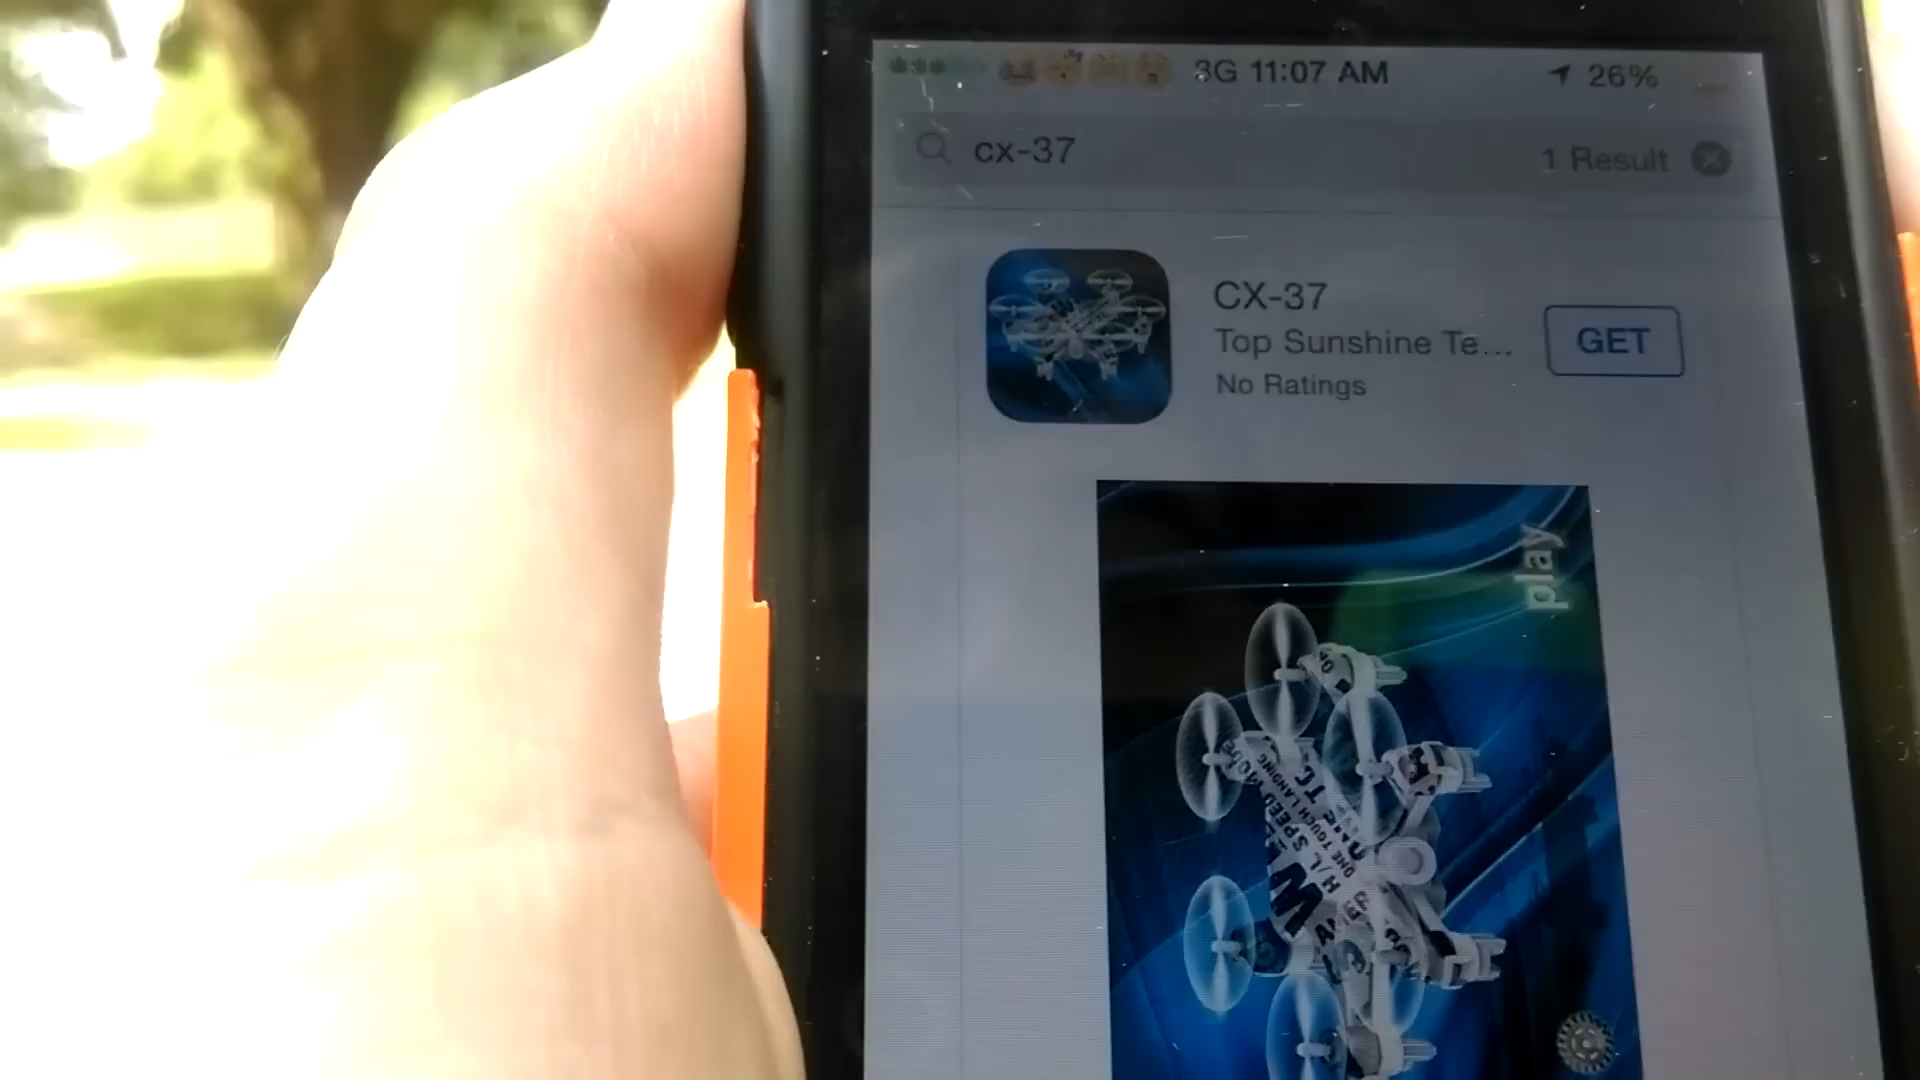 3G 11:07 AM 26%
cx-37 1 Result
CX-37
Top Sunshine Te...
GET
No Ratings
play
H/L SPEED MODE
ONE TOUCH LANDING